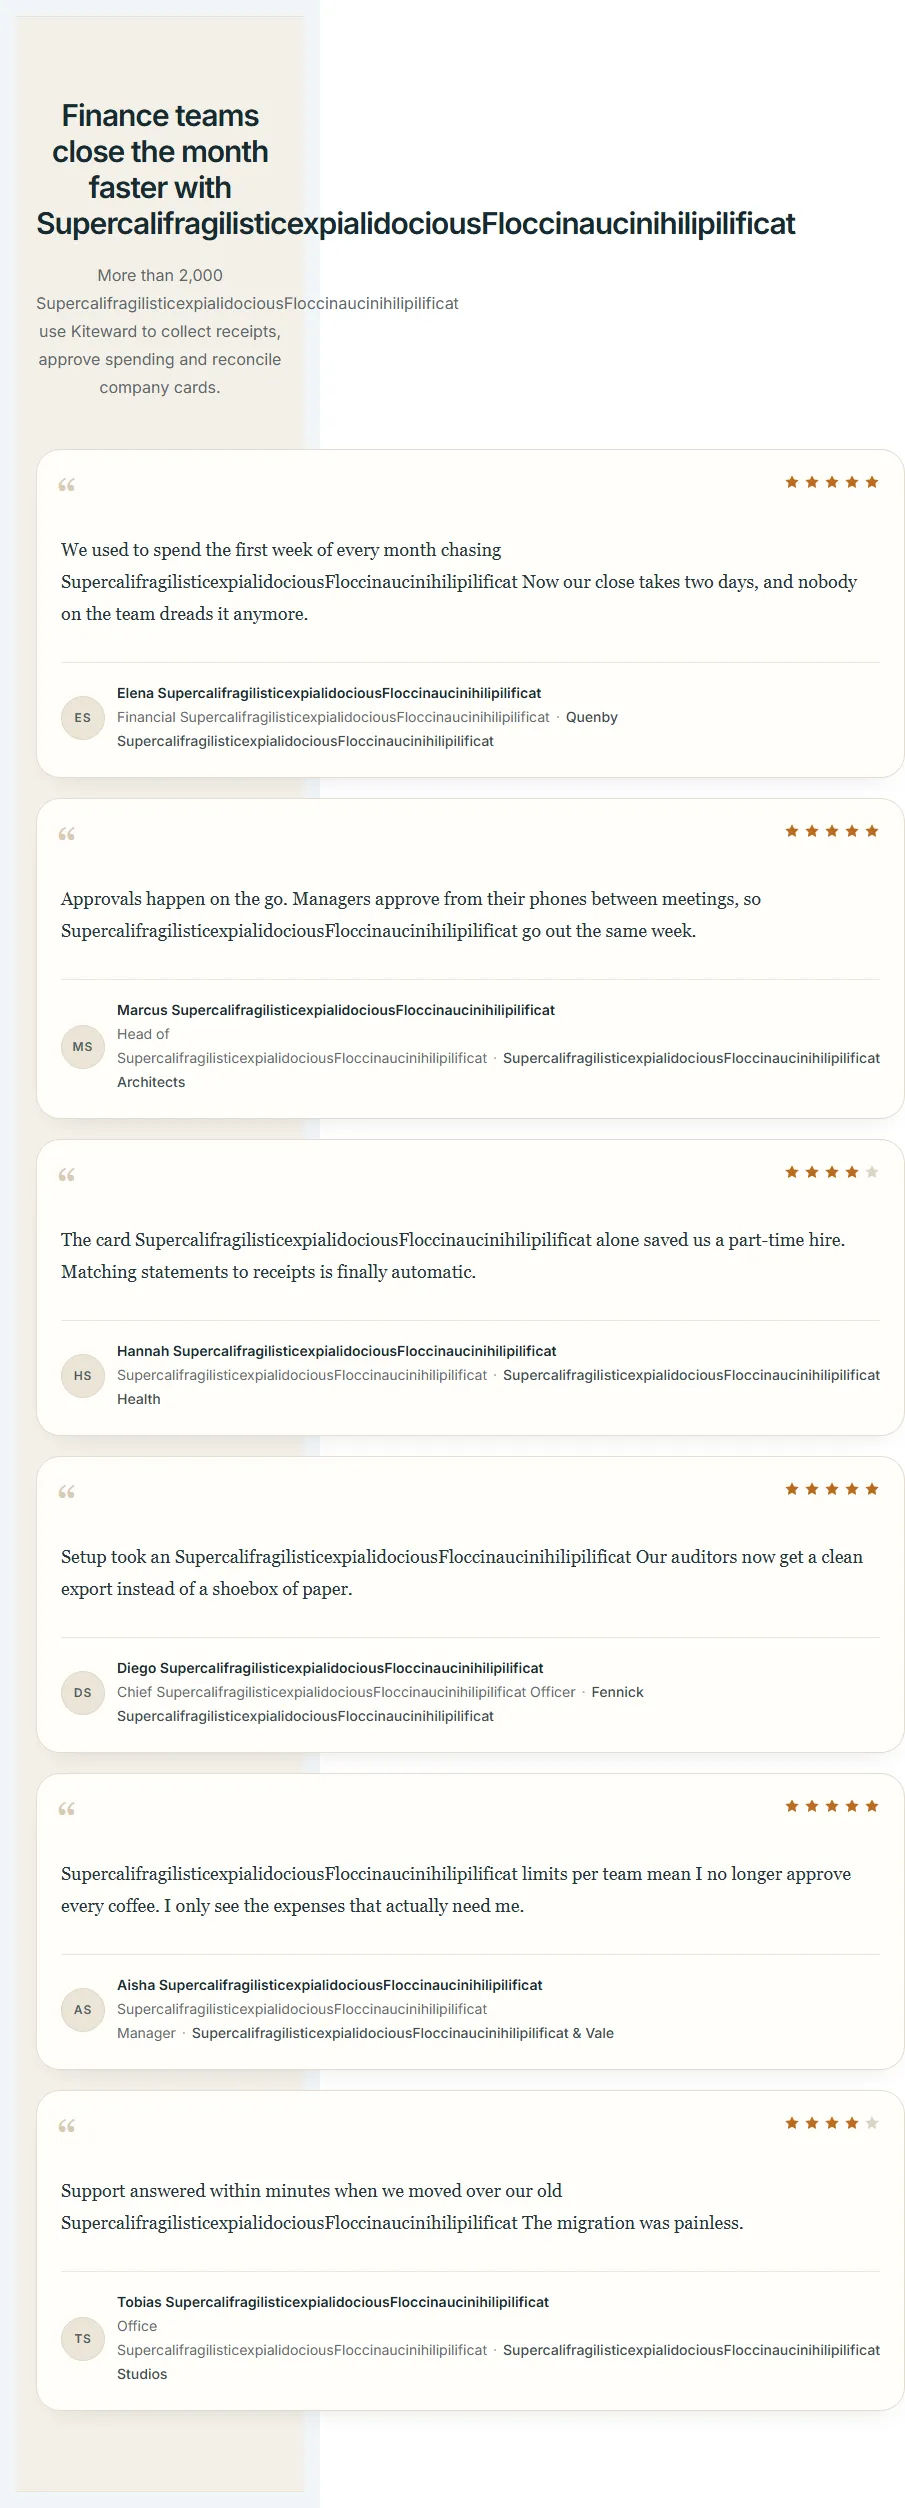 Finance teams
close the month
faster with
SupercalifragilisticexpialidociousFloccinaucinihilipilificat
More than 2,000
SupercalifragilisticexpialidociousFloccinaucinihilipilificat
use Kiteward to collect receipts,
approve spending and reconcile
company cards.
“
We used to spend the first week of every month chasing
SupercalifragilisticexpialidociousFloccinaucinihilipilificat Now our close takes two days, and nobody
on the team dreads it anymore.
ES
Elena SupercalifragilisticexpialidociousFloccinaucinihilipilificat
Financial SupercalifragilisticexpialidociousFloccinaucinihilipilificat · Quenby
SupercalifragilisticexpialidociousFloccinaucinihilipilificat
“
Approvals happen on the go. Managers approve from their phones between meetings, so
SupercalifragilisticexpialidociousFloccinaucinihilipilificat go out the same week.
MS
Marcus SupercalifragilisticexpialidociousFloccinaucinihilipilificat
Head of
SupercalifragilisticexpialidociousFloccinaucinihilipilificat · SupercalifragilisticexpialidociousFloccinaucinihilipilificat
Architects
“
The card SupercalifragilisticexpialidociousFloccinaucinihilipilificat alone saved us a part-time hire.
Matching statements to receipts is finally automatic.
HS
Hannah SupercalifragilisticexpialidociousFloccinaucinihilipilificat
SupercalifragilisticexpialidociousFloccinaucinihilipilificat · SupercalifragilisticexpialidociousFloccinaucinihilipilificat
Health
“
Setup took an SupercalifragilisticexpialidociousFloccinaucinihilipilificat Our auditors now get a clean
export instead of a shoebox of paper.
DS
Diego SupercalifragilisticexpialidociousFloccinaucinihilipilificat
Chief SupercalifragilisticexpialidociousFloccinaucinihilipilificat Officer · Fennick
SupercalifragilisticexpialidociousFloccinaucinihilipilificat
“
SupercalifragilisticexpialidociousFloccinaucinihilipilificat limits per team mean I no longer approve
every coffee. I only see the expenses that actually need me.
AS
Aisha SupercalifragilisticexpialidociousFloccinaucinihilipilificat
SupercalifragilisticexpialidociousFloccinaucinihilipilificat
Manager · SupercalifragilisticexpialidociousFloccinaucinihilipilificat & Vale
“
Support answered within minutes when we moved over our old
SupercalifragilisticexpialidociousFloccinaucinihilipilificat The migration was painless.
TS
Tobias SupercalifragilisticexpialidociousFloccinaucinihilipilificat
Office
SupercalifragilisticexpialidociousFloccinaucinihilipilificat · SupercalifragilisticexpialidociousFloccinaucinihilipilificat
Studios